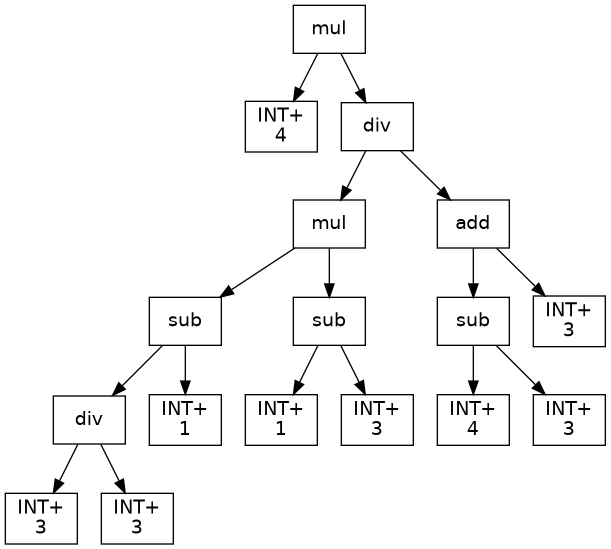 mul
INT+
4
div
mul
add
sub
sub
sub
INT+
3
div
INT+
1
INT+
1
INT+
3
INT+
4
INT+
3
INT+
3
INT+
3